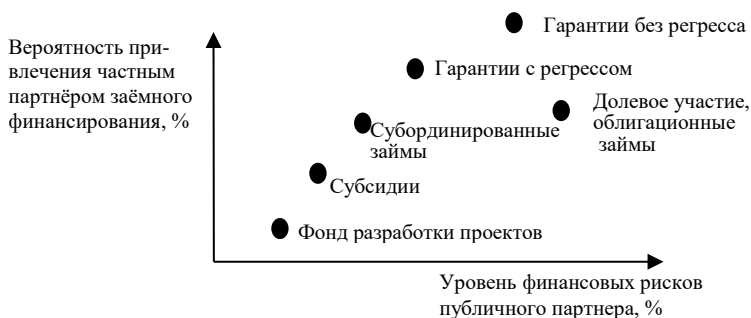 Вероятность при-
влечения частным
партнёром заёмного
финансирования, %
Гарантии без регресса
Гарантии с регрессом
Долевое участие,
облигационные
займы
Субординированные
займы
Субсидии
Фонд разработки проектов
Уровень финансовых рисков
публичного партнера, %